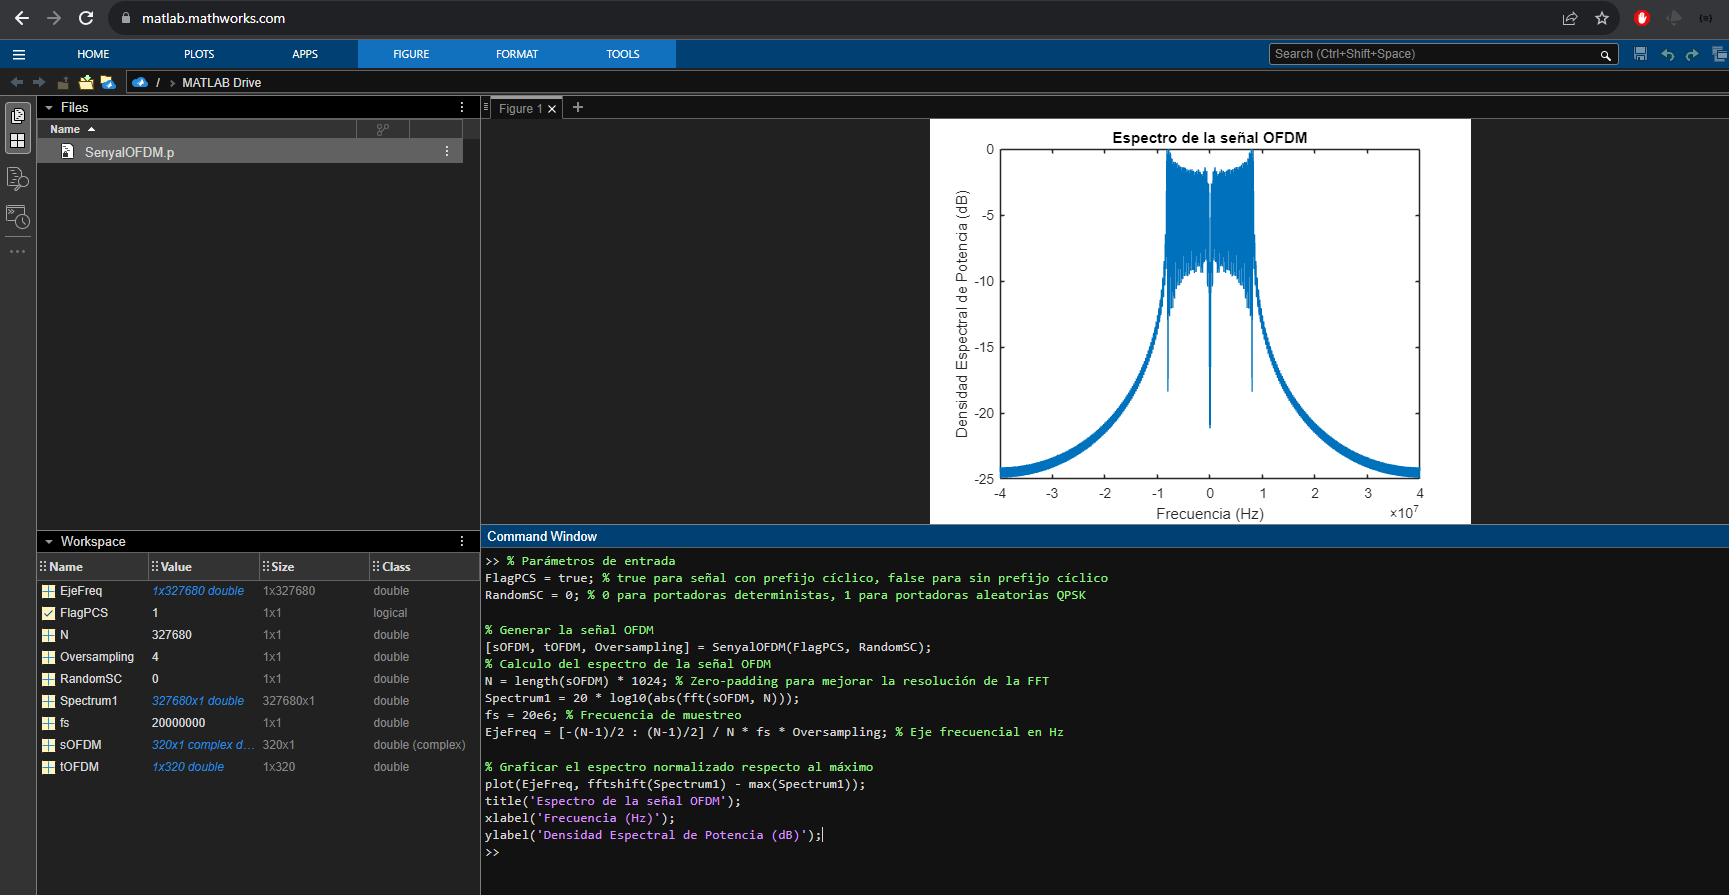 matlab.mathworks.com
HOME PLOTS APPS FIGURE FORMAT TOOLS Search (Ctrl+Shift+Space)
/ MATLAB Drive
Files
Name
SenyalOFDM.p
Figure 1
Espectro de la señal OFDM
Densidad Espectral de Potencia (dB)
0
-5
-10
-15
-20
-25
-4 -3 -2 -1 0 1 2 3 4
Frecuencia (Hz)
×10^7
Workspace
Name Value Size Class
EjeFreq 1x327680 double 1x327680 double
FlagPCS 1 1x1 logical
N 327680 1x1 double
Oversampling 4 1x1 double
RandomSC 0 1x1 double
Spectrum1 327680x1 double 327680x1 double
fs 20000000 1x1 double
sOFDM 320x1 complex d... 320x1 double (complex)
tOFDM 1x320 double 1x320 double
Command Window
>> % Parámetros de entrada
FlagPCS = true; % true para señal con prefijo cíclico, false para sin prefijo cíclico
RandomSC = 0; % 0 para portadoras deterministas, 1 para portadoras aleatorias QPSK
% Generar la señal OFDM
[sOFDM, tOFDM, Oversampling] = SenyalOFDM(FlagPCS, RandomSC);
% Calculo del espectro de la señal OFDM
N = length(sOFDM) * 1024; % Zero-padding para mejorar la resolución de la FFT
Spectrum1 = 20 * log10(abs(fft(sOFDM, N)));
fs = 20e6; % Frecuencia de muestreo
EjeFreq = [-(N-1)/2 : (N-1)/2] / N * fs * Oversampling; % Eje frecuencial en Hz
% Graficar el espectro normalizado respecto al máximo
plot(EjeFreq, fftshift(Spectrum1) - max(Spectrum1));
title('Espectro de la señal OFDM');
xlabel('Frecuencia (Hz)');
ylabel('Densidad Espectral de Potencia (dB)');
>>